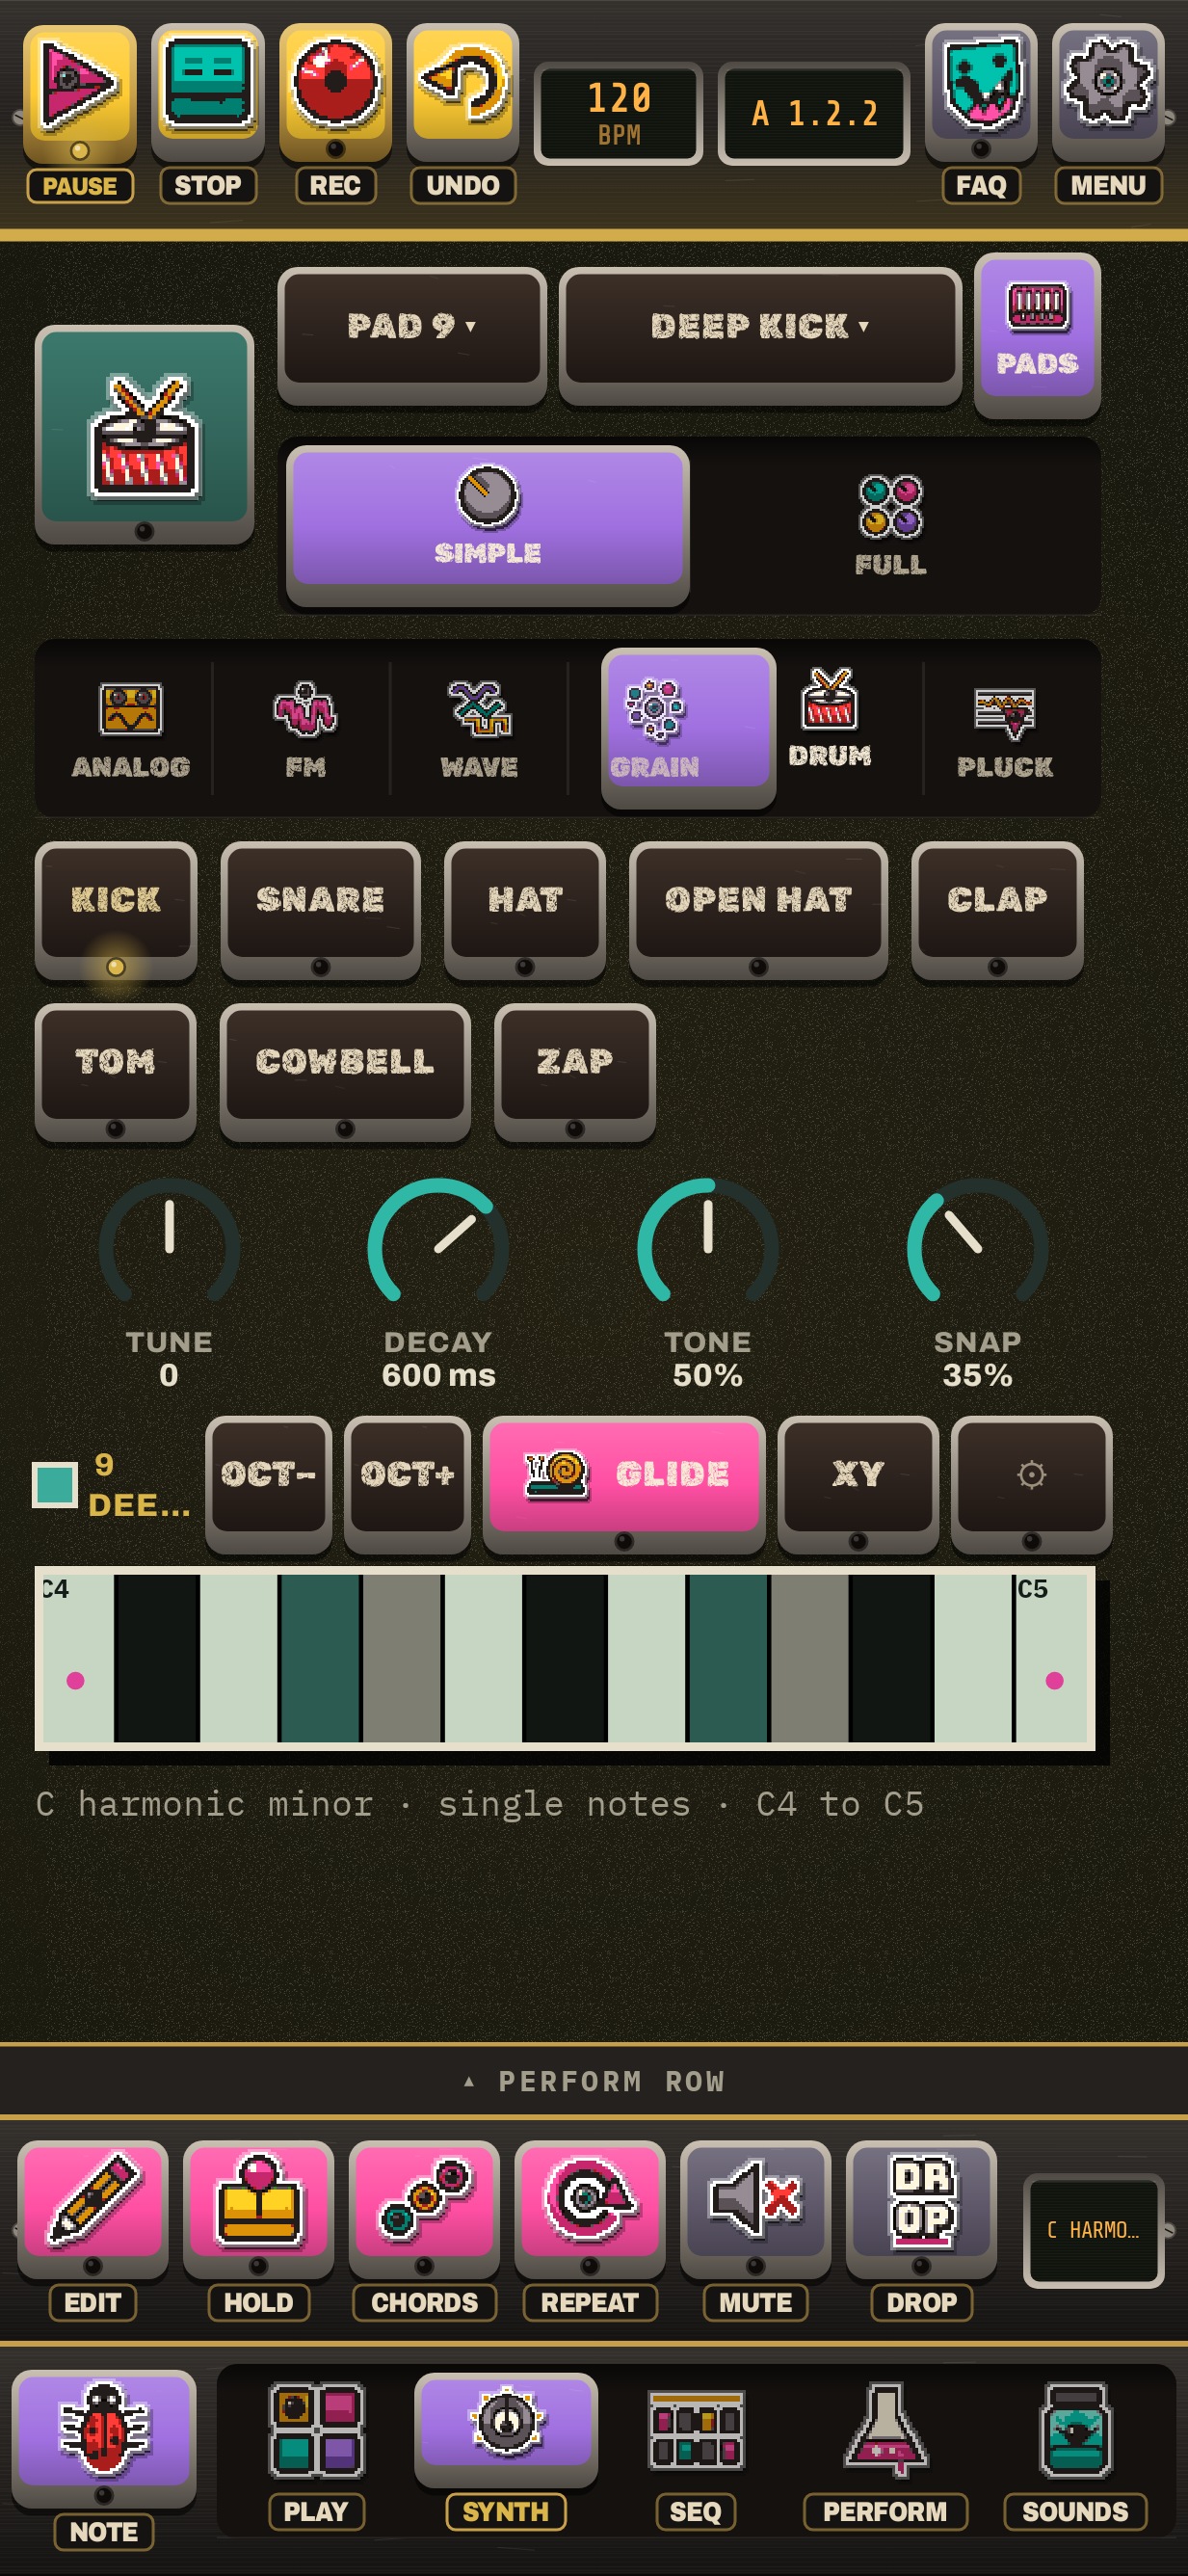 120
BPM
A 1.2.2
PAUSE
STOP
REC
UNDO
FAQ
MENU
PAD 9 ▾
DEEP KICK ▾
PADS
SIMPLE
FULL
ANALOG
FM
WAVE
GRAIN
DRUM
PLUCK
KICK
SNARE
HAT
OPEN HAT
CLAP
TOM
COWBELL
ZAP
TUNE
0
DECAY
600 ms
TONE
50%
SNAP
35%
9
DEE...
OCT-
OCT+
GLIDE
XY
C4
C5
C harmonic minor · single notes · C4 to C5
▴ PERFORM ROW
DR
OP
C HARMO…
EDIT
HOLD
CHORDS
REPEAT
MUTE
DROP
NOTE
PLAY
SYNTH
SEQ
PERFORM
SOUNDS